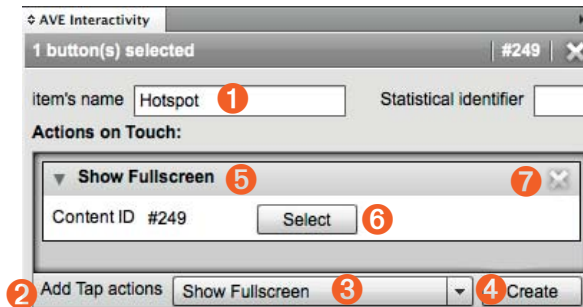 AVE Interactivity
1 button(s) selected #249
item's name Hotspot 1 Statistical identifier
Actions on Touch:
Show Fullscreen 5 7
Content ID #249 Select 6
2 Add Tap actions Show Fullscreen 3 4 Create